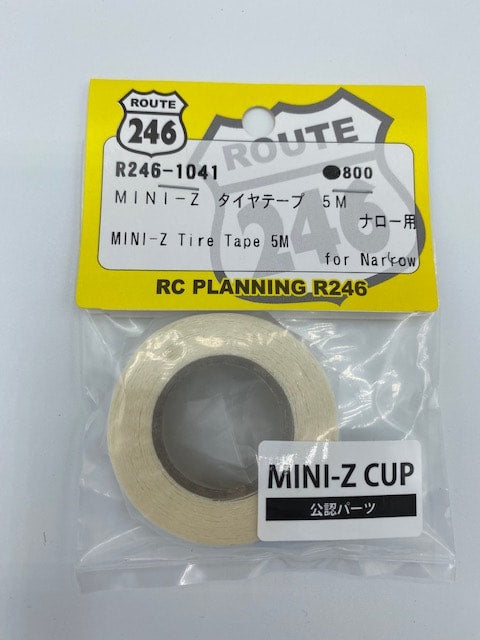 ROUTE
246
ROUTE
246
R246-1041 ●800
MINI-Z タイヤテープ 5M
ナロー用
MINI-Z Tire Tape 5M
for Narrow
RC PLANNING R246
MINI-Z CUP
公認パーツ